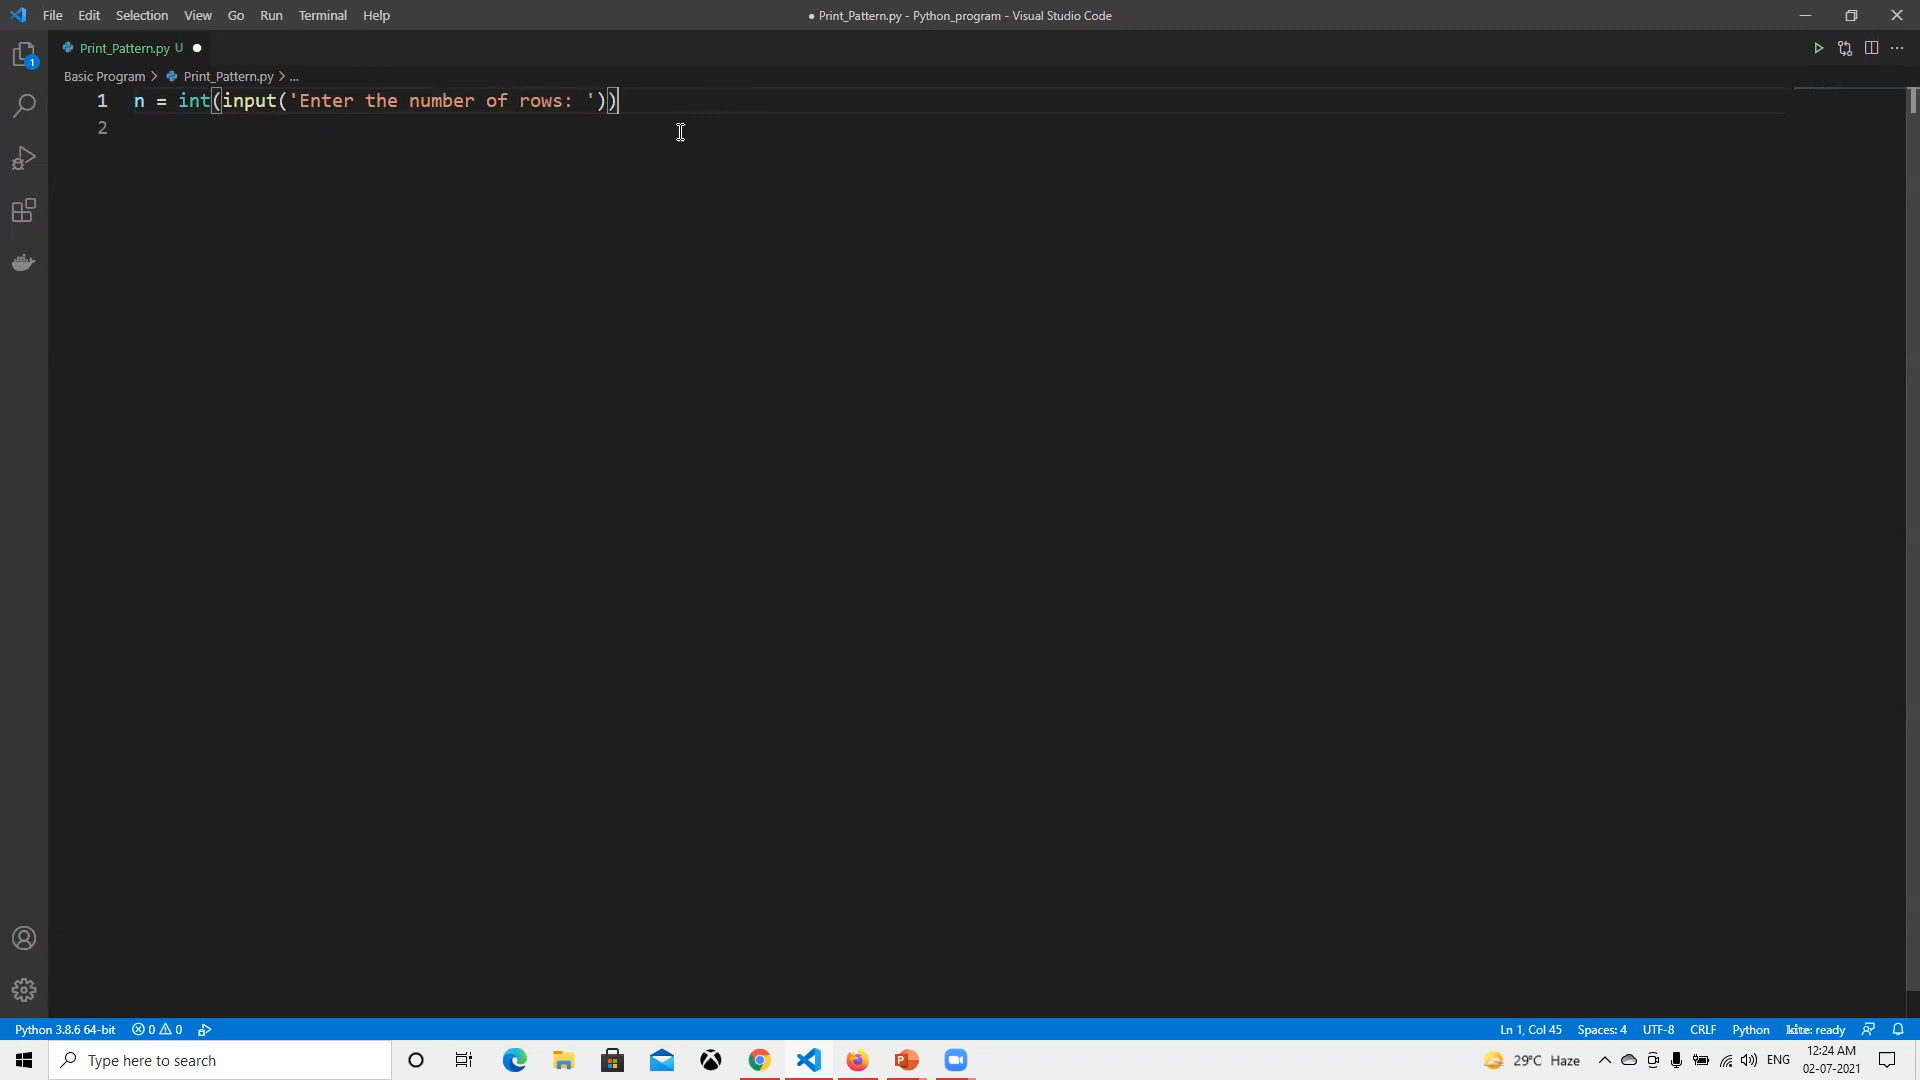 File Edit Selection View Go Run Terminal Help
● Print_Pattern.py - Python_program - Visual Studio Code
Print_Pattern.py U ●
1
Basic Program > Print_Pattern.py > ...
1 n = int(input('Enter the number of rows: '))
2
Python 3.8.6 64-bit 0 0
Ln 1, Col 45 Spaces: 4 UTF-8 CRLF Python kite: ready
Type here to search
29°C Haze
ENG
12:24 AM
02-07-2021